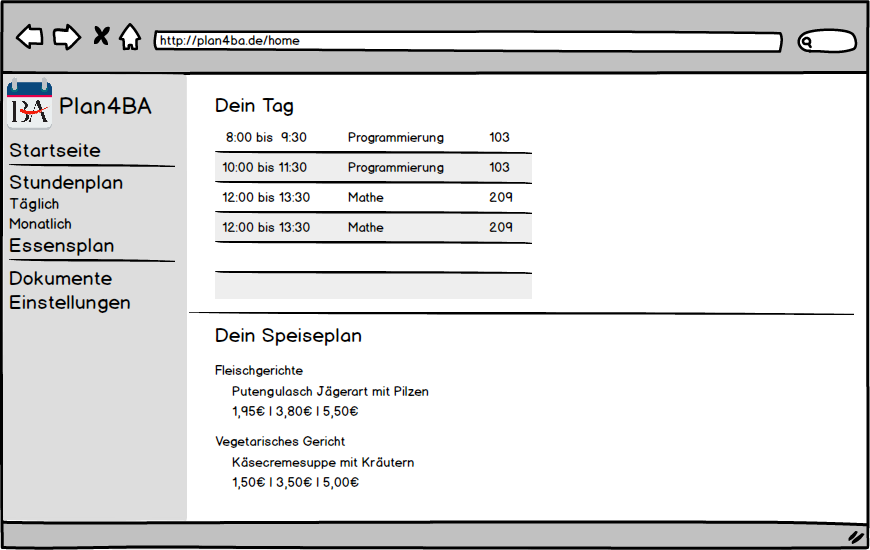 http://plan4ba.de/home
BA Plan4BA
Startseite
Stundenplan
Täglich
Monatlich
Essensplan
Dokumente
Einstellungen
Dein Tag
8:00 bis 9:30 Programmierung 103
10:00 bis 11:30 Programmierung 103
12:00 bis 13:30 Mathe 209
12:00 bis 13:30 Mathe 209
Dein Speiseplan
Fleischgerichte
Putengulasch Jägerart mit Pilzen
1,95€ | 3,80€ | 5,50€
Vegetarisches Gericht
Käsecremesuppe mit Kräutern
1,50€ | 3,50€ | 5,00€